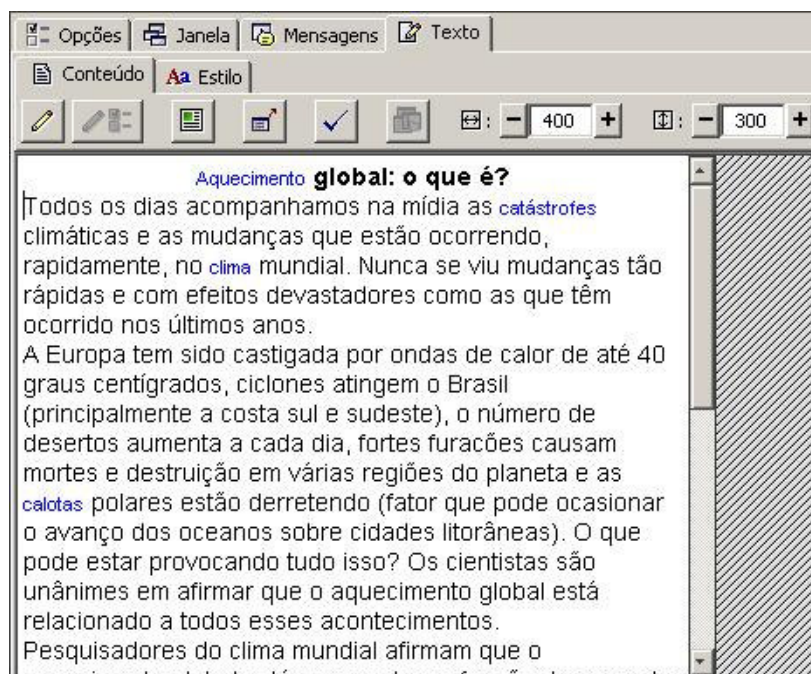 Opções Janela Mensagens Texto
Conteúdo Aa Estilo
: - 400 + : - 300 +
Aquecimento global: o que é?
Todos os dias acompanhamos na mídia as catástrofes
climáticas e as mudanças que estão ocorrendo,
rapidamente, no clima mundial. Nunca se viu mudanças tão
rápidas e com efeitos devastadores como as que têm
ocorrido nos últimos anos.
A Europa tem sido castigada por ondas de calor de até 40
graus centígrados, ciclones atingem o Brasil
(principalmente a costa sul e sudeste), o número de
desertos aumenta a cada dia, fortes furacões causam
mortes e destruição em várias regiões do planeta e as
calotas polares estão derretendo (fator que pode ocasionar
o avanço dos oceanos sobre cidades litorâneas). O que
pode estar provocando tudo isso? Os cientistas são
unânimes em afirmar que o aquecimento global está
relacionado a todos esses acontecimentos.
Pesquisadores do clima mundial afirmam que o